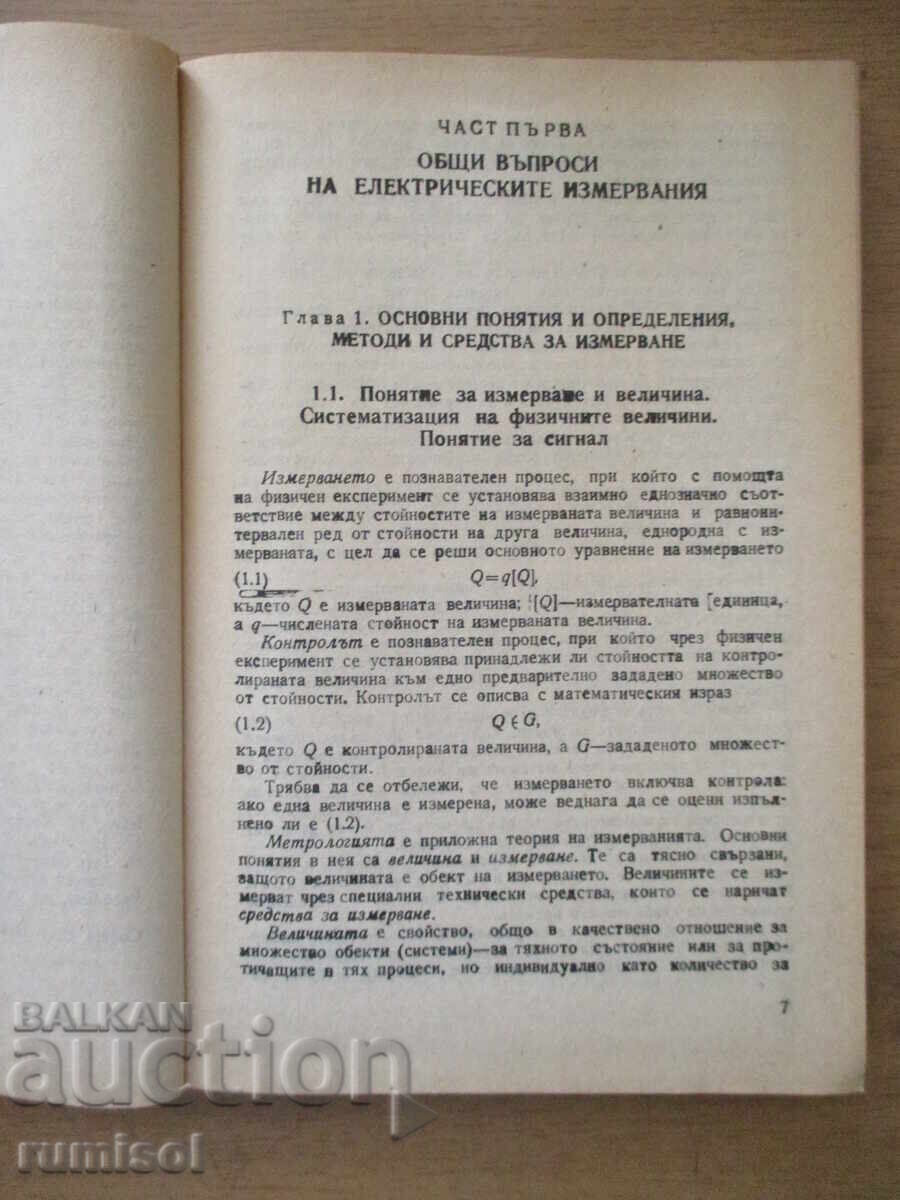 ЧАСТ ПЪРВА
ОБЩИ ВЪПРОСИ
НА ЕЛЕКТРИЧЕСКИТЕ ИЗМЕРВАНИЯ
Глава 1. ОСНОВНИ ПОНЯТИЯ И ОПРЕДЕЛЕНИЯ,
МЕТОДИ И СРЕДСТВА ЗА ИЗМЕРВАНЕ
1.1. Понятие за измерване и величина.
Систематизация на физичните величини.
Понятие за сигнал
Измерването е познавателен процес, при който с помощта
на физичен експеримент се установява взаимно еднозначно съот-
ветствие между стойностите на измерваната величина и равноин-
тервален ред от стойности на друга величина, еднородна с из-
мерваната, с цел да се реши основното уравнение на измерването
(1.1) Q=q[Q],
където Q е измерваната величина; [Q]—измервателната [единица,
а q—числената стойност на измерваната величина.
Контролът е познавателен процес, при който чрез физичен
експеримент се установява принадлежи ли стойността на контро-
лираната величина към едно предварително зададено множество
от стойности. Контролът се описва с математическия израз
(1.2) Q ∈ G,
където Q е контролираната величина, а G—зададеното множест-
во от стойности.
Трябва да се отбележи, че измерването включва контрола:
ако една величина е измерена, може веднага да се оцени изпъл-
нено ли е (1.2).
Метрологията е приложна теория на измерванията. Основни
понятия в нея са величина и измерване. Те са тясно свързани,
защото величината е обект на измерването. Величините се из-
мерват чрез специални технически средства, които се наричат
средства за измерване.
Величината е свойство, общо в качествено отношение за
множество обекти (системи)—за тяхното състояние или за про-
тичащите в тях процеси, но индивидуално като количество за
7
BALKAN
auction
rumisol